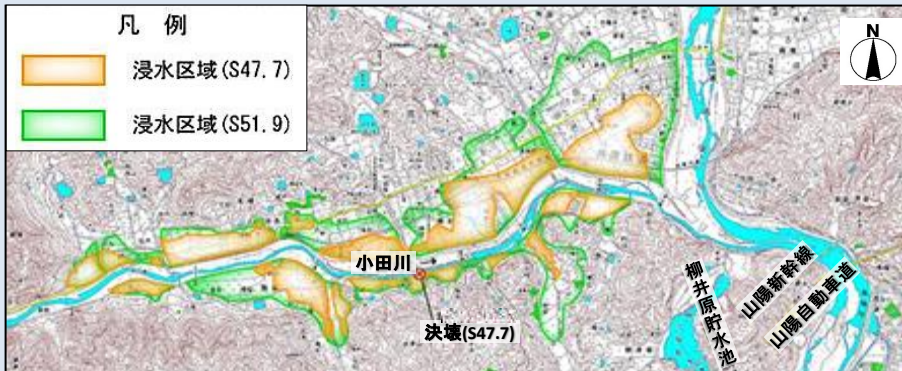 凡 例
浸水区域(S47.7)
浸水区域(S51.9)
N
小田川
決壊(S47.7)
柳井原貯水池
山陽新幹線
山陽自動車道